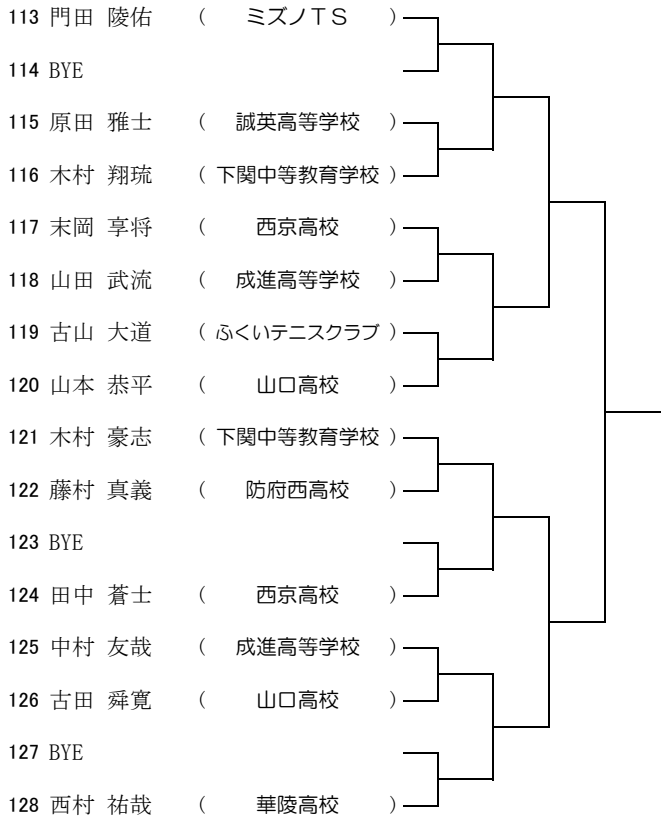 113 門田 陵佑 ( ミズノTS )
114 BYE
115 原田 雅士 ( 誠英高等学校 )
116 木村 翔琉 ( 下関中等教育学校 )
117 末岡 享将 ( 西京高校 )
118 山田 武流 ( 成進高等学校 )
119 古山 大道 ( ふくいテニスクラブ )
120 山本 恭平 ( 山口高校 )
121 木村 豪志 ( 下関中等教育学校 )
122 藤村 真義 ( 防府西高校 )
123 BYE
124 田中 蒼士 ( 西京高校 )
125 中村 友哉 ( 成進高等学校 )
126 古田 舜寛 ( 山口高校 )
127 BYE
128 西村 祐哉 ( 華陵高校 )